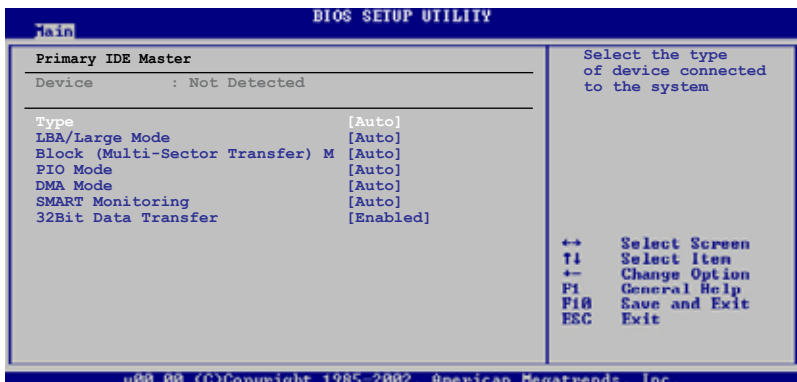 BIOS SETUP UTILITY
Main
Primary IDE Master
Device : Not Detected
Type [Auto]
LBA/Large Mode [Auto]
Block (Multi-Sector Transfer) M [Auto]
PIO Mode [Auto]
DMA Mode [Auto]
SMART Monitoring [Auto]
32Bit Data Transfer [Enabled]
Select the type
of device connected
to the system
↔ Select Screen
↑↓ Select Item
+- Change Option
F1 General Help
F10 Save and Exit
ESC Exit
v00.00 (C)Copyright 1985-2002, American Megatrends, Inc.